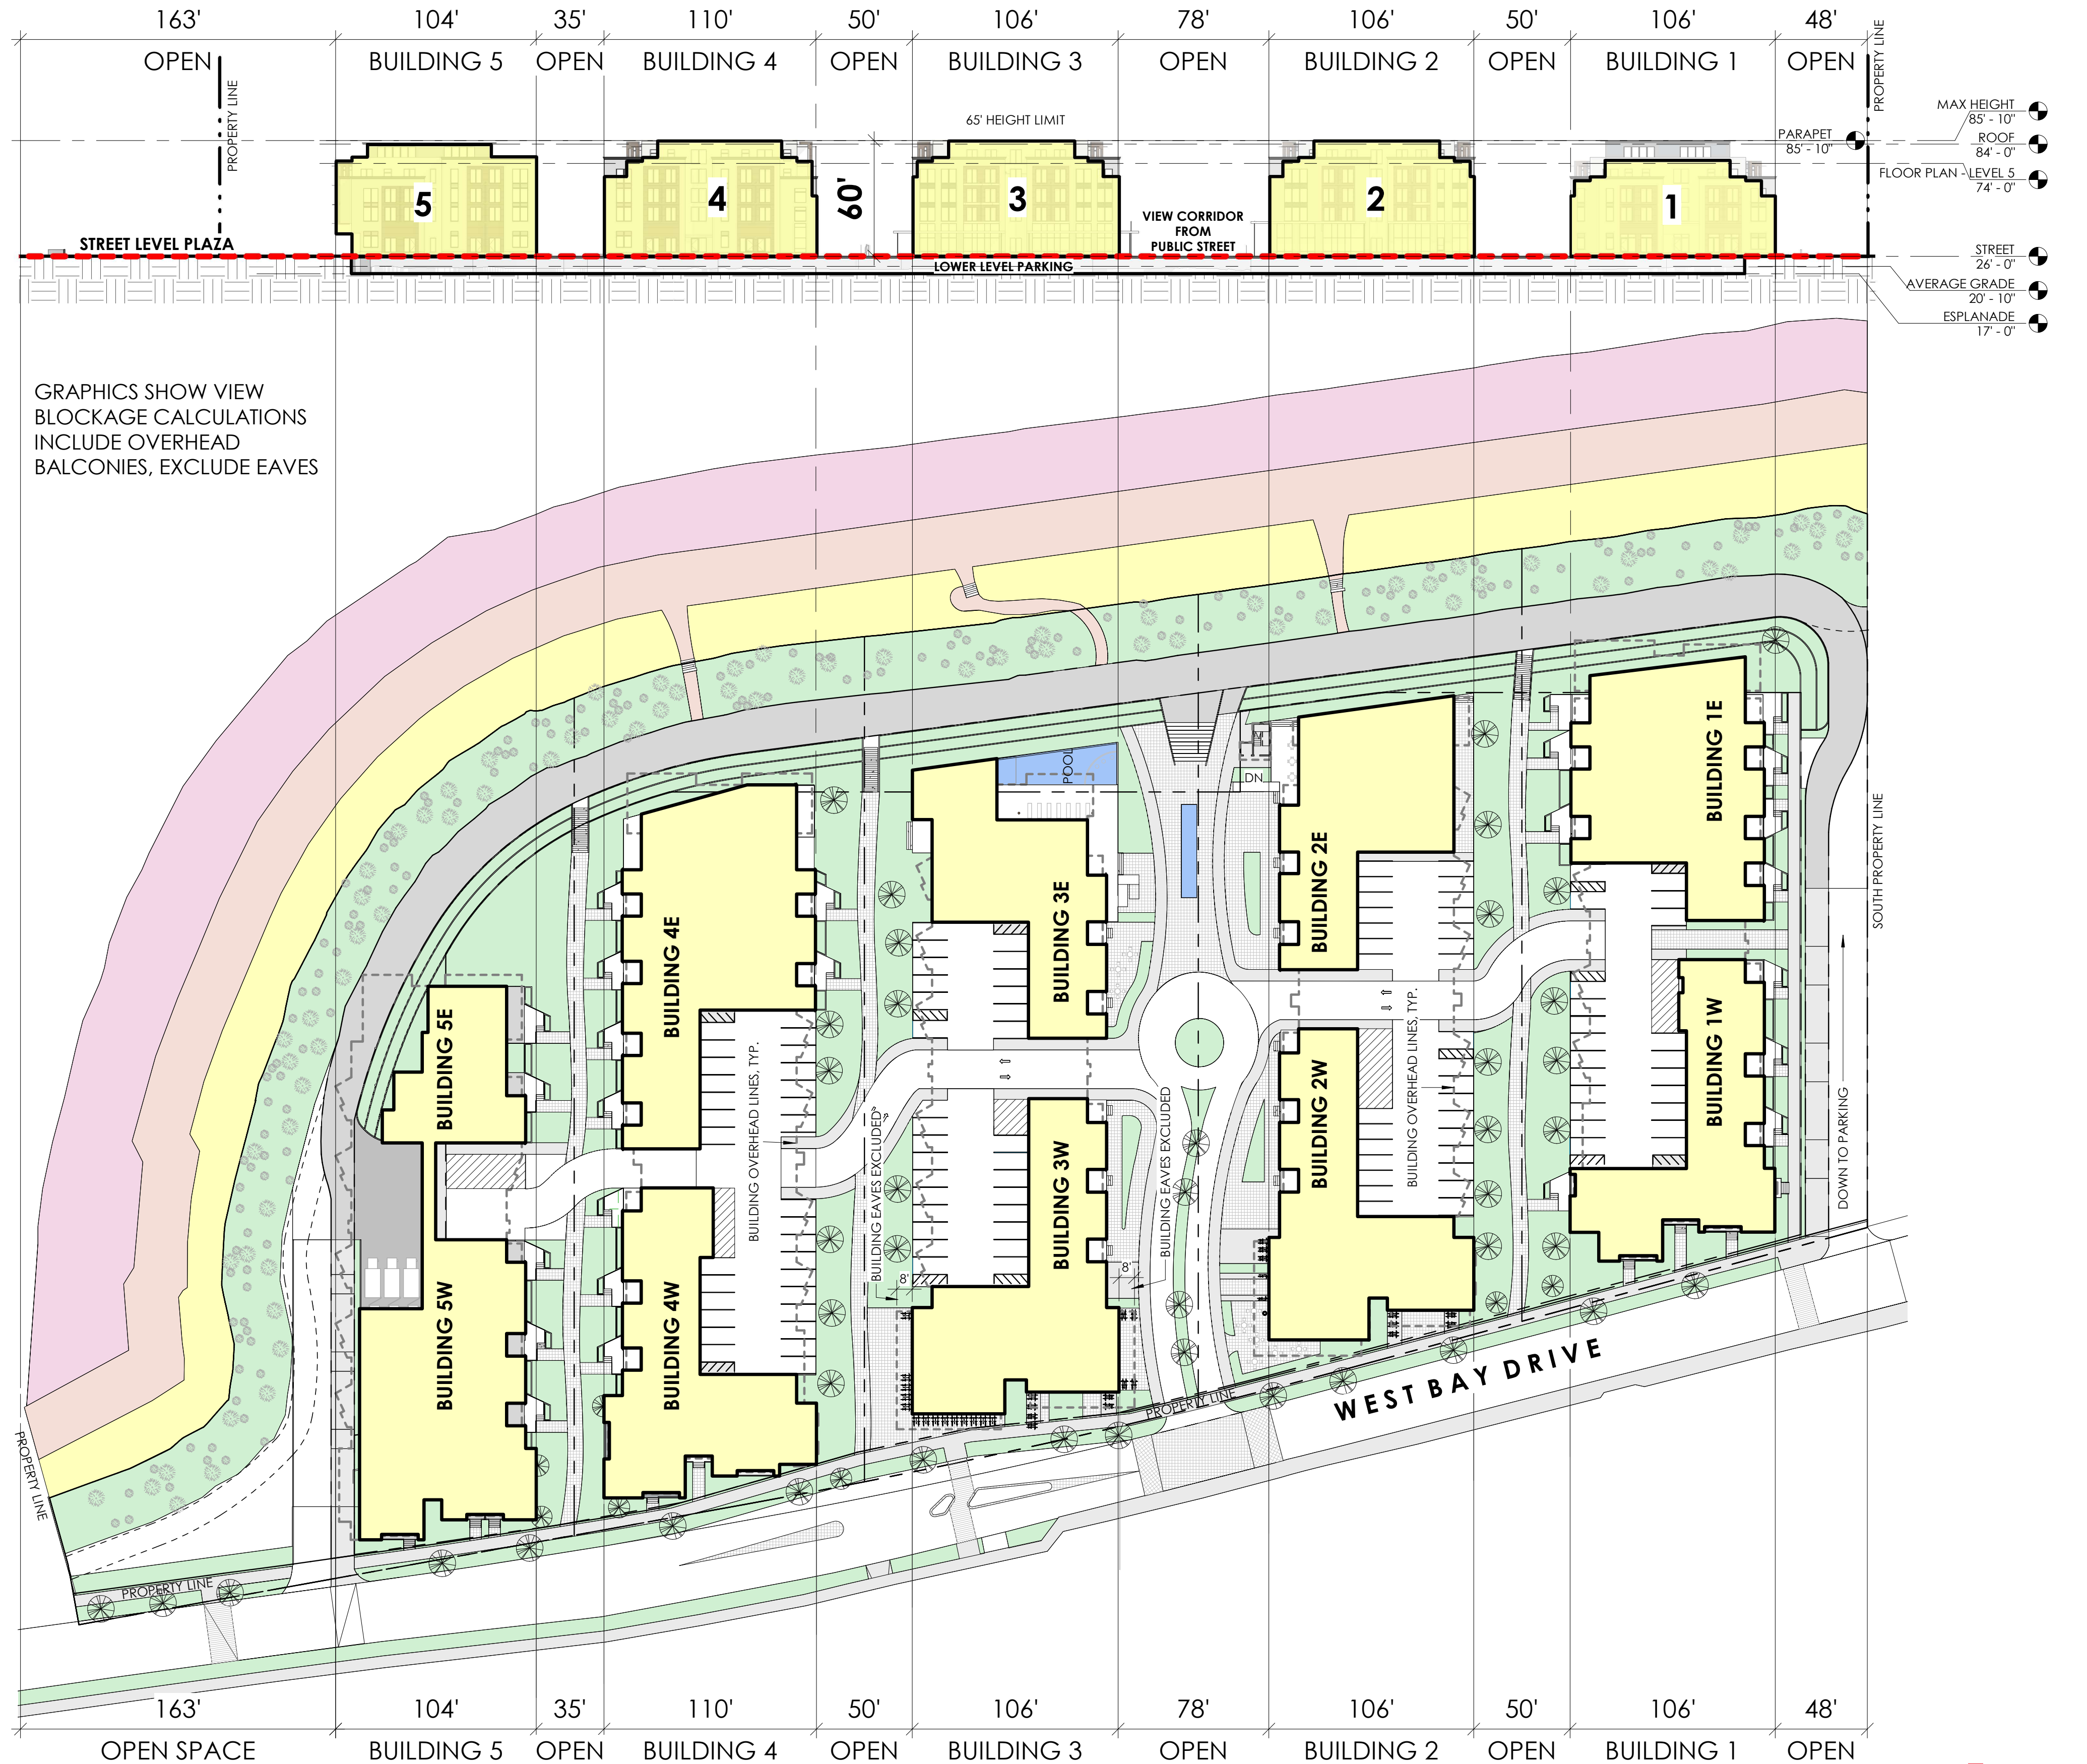 163' 104' 35' 110' 50' 106' 78' 106' 50' 106' 48'
OPEN BUILDING 5 OPEN BUILDING 4 OPEN BUILDING 3 OPEN BUILDING 2 OPEN BUILDING 1 OPEN
PROPERTY LINE
PROPERTY LINE
65' HEIGHT LIMIT
MAX HEIGHT
85' - 10"
PARAPET
85' - 10"
ROOF
84' - 0"
FLOOR PLAN - LEVEL 5
74' - 0"
5 4 60' 3 2 1
VIEW CORRIDOR
FROM
PUBLIC STREET
STREET LEVEL PLAZA
STREET
26' - 0"
LOWER LEVEL PARKING
AVERAGE GRADE
20' - 10"
ESPLANADE
17' - 0"
GRAPHICS SHOW VIEW
BLOCKAGE CALCULATIONS
INCLUDE OVERHEAD
BALCONIES, EXCLUDE EAVES
POOL
DN
BUILDING 1E
BUILDING 2E
BUILDING 3E
BUILDING 4E
BUILDING 5E
SOUTH PROPERTY LINE
BUILDING OVERHEAD LINES, TYP.
BUILDING OVERHEAD LINES, TYP.
BUILDING 1W
BUILDING 2W
BUILDING 3W
BUILDING 4W
BUILDING 5W
BUILDING EAVES EXCLUDED
BUILDING EAVES EXCLUDED
8'
8'
DOWN TO PARKING
WEST BAY DRIVE
PROPERTY LINE
PROPERTY LINE
PROPERTY LINE
163' 104' 35' 110' 50' 106' 78' 106' 50' 106' 48'
OPEN SPACE BUILDING 5 OPEN BUILDING 4 OPEN BUILDING 3 OPEN BUILDING 2 OPEN BUILDING 1 OPEN